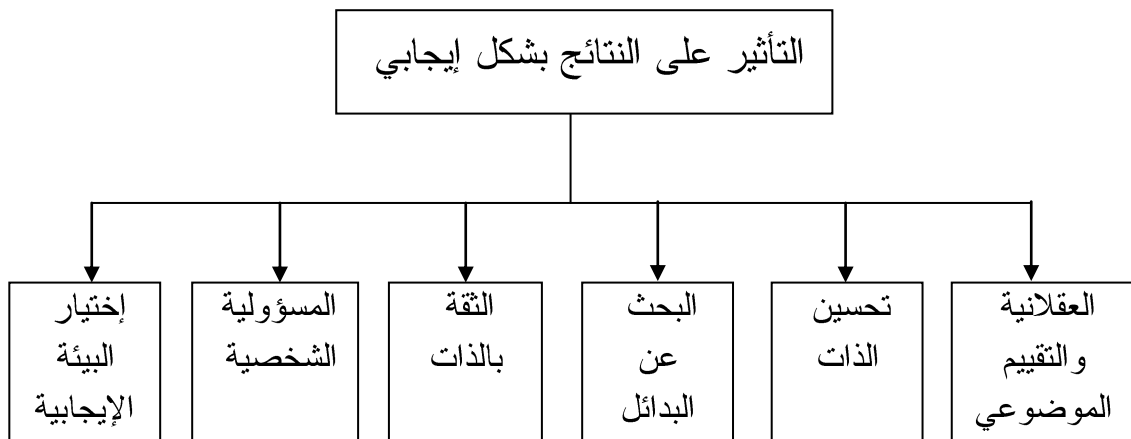 التأثير على النتائج بشكل إيجابي
العقلانية
والتقييم
الموضوعي
تحسين
الذات
البحث
عن
البدائل
الثقة
بالذات
المسؤولية
الشخصية
إختيار
البيئة
الإيجابية